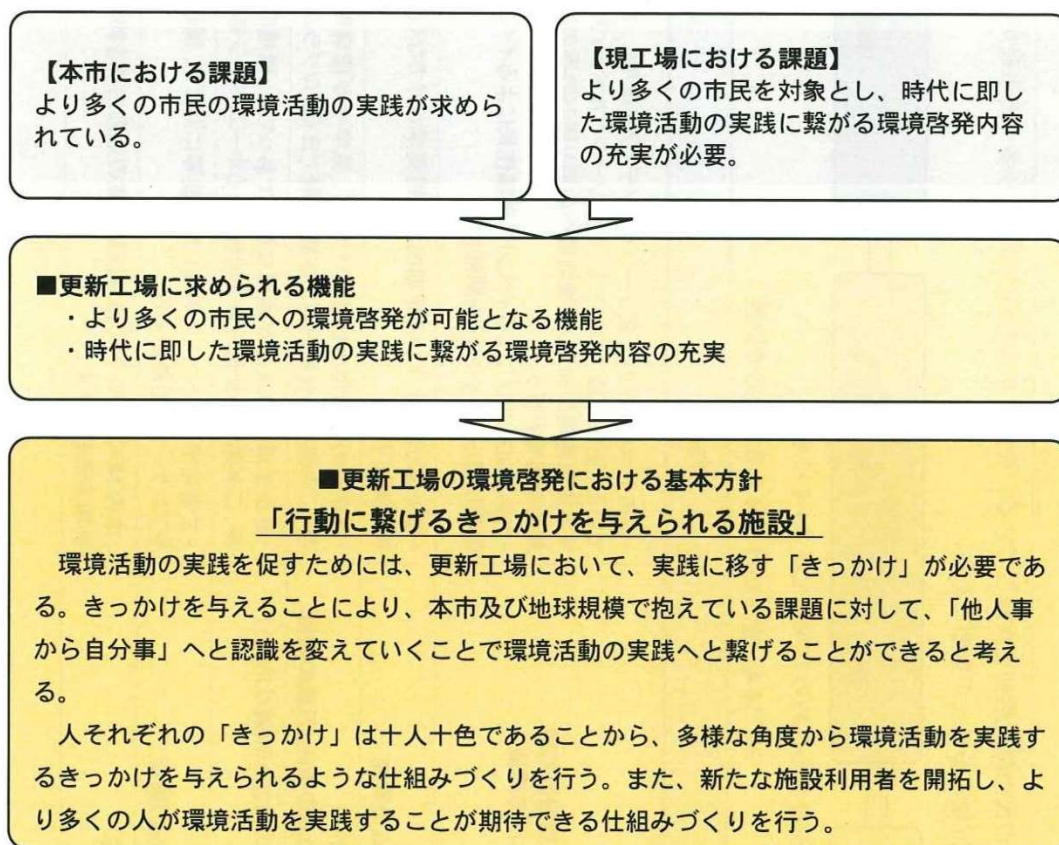 【本市における課題】
より多くの市民の環境活動の実践が求めら
れている。
【現工場における課題】
より多くの市民を対象とし、時代に即し
た環境活動の実践に繋がる環境啓発内容
の充実が必要。
■更新工場に求められる機能
・より多くの市民への環境啓発が可能となる機能
・時代に即した環境活動の実践に繋がる環境啓発内容の充実
■更新工場の環境啓発における基本方針
「行動に繋げるきっかけを与えられる施設」
環境活動の実践を促すためには、更新工場において、実践に移す「きっかけ」が必要であ
る。きっかけを与えることにより、本市及び地球規模で抱えている課題に対して、「他人事
から自分事」へと認識を変えていくことで環境活動の実践へと繋げることができると考え
る。
人それぞれの「きっかけ」は十人十色であることから、多様な角度から環境活動を実践す
るきっかけを与えられるような仕組みづくりを行う。また、新たな施設利用者を開拓し、よ
り多くの人が環境活動を実践することが期待できる仕組みづくりを行う。